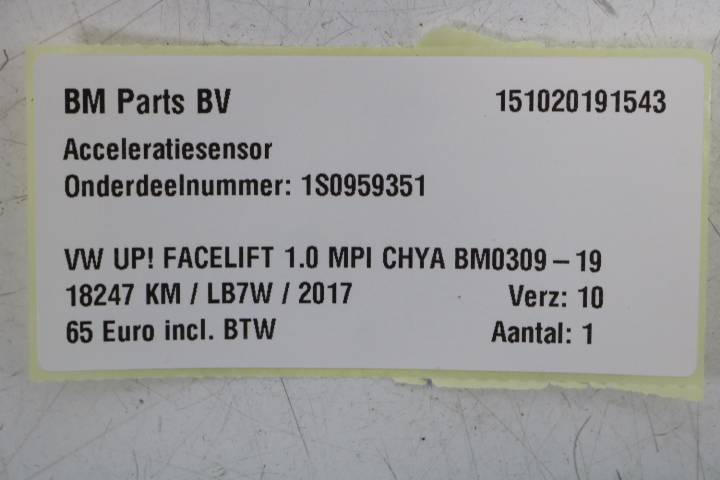 BM Parts BV 151020191543
Acceleratiesensor
Onderdeelnummer: 1S0959351
VW UP! FACELIFT 1.0 MPI CHYA BM0309 – 19
18247 KM / LB7W / 2017 Verz: 10
65 Euro incl. BTW Aantal: 1